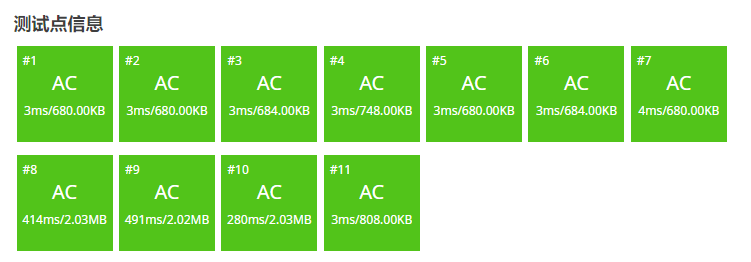 测试点信息
#1 #2 #3 #4 #5 #6 #7
AC AC AC AC AC AC AC
3ms/680.00KB 3ms/680.00KB 3ms/684.00KB 3ms/748.00KB 3ms/680.00KB 3ms/684.00KB 4ms/680.00KB
#8 #9 #10 #11
AC AC AC AC
414ms/2.03MB 491ms/2.02MB 280ms/2.03MB 3ms/808.00KB